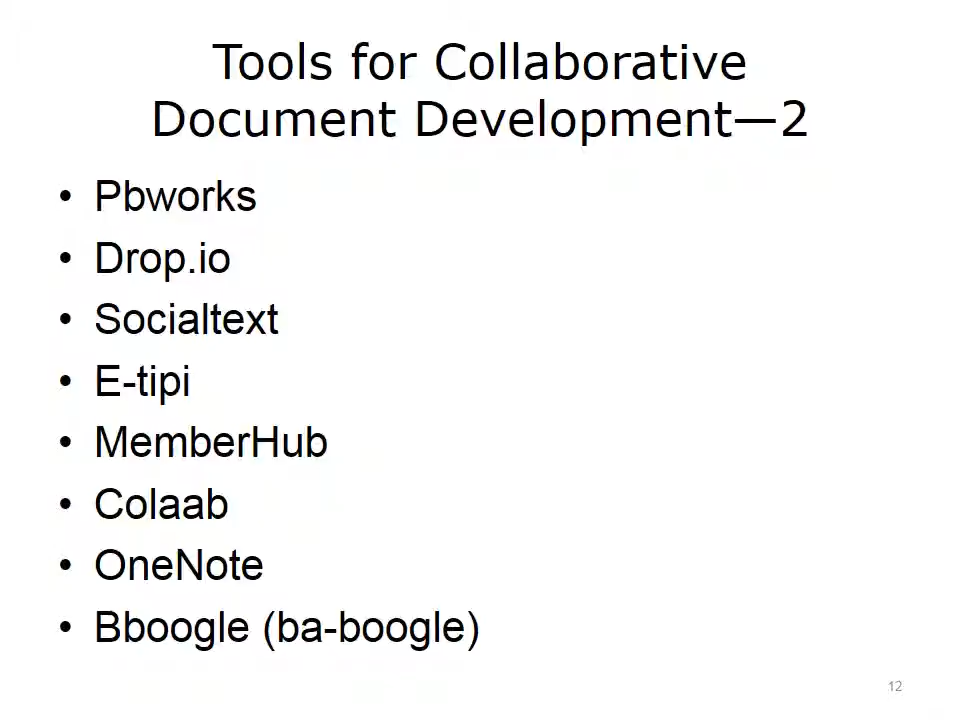 Tools for Collaborative
Document Development—2
• Pbworks
• Drop.io
• Socialtext
• E-tipi
• MemberHub
• Colaab
• OneNote
• Bboogle (ba-boogle)
12